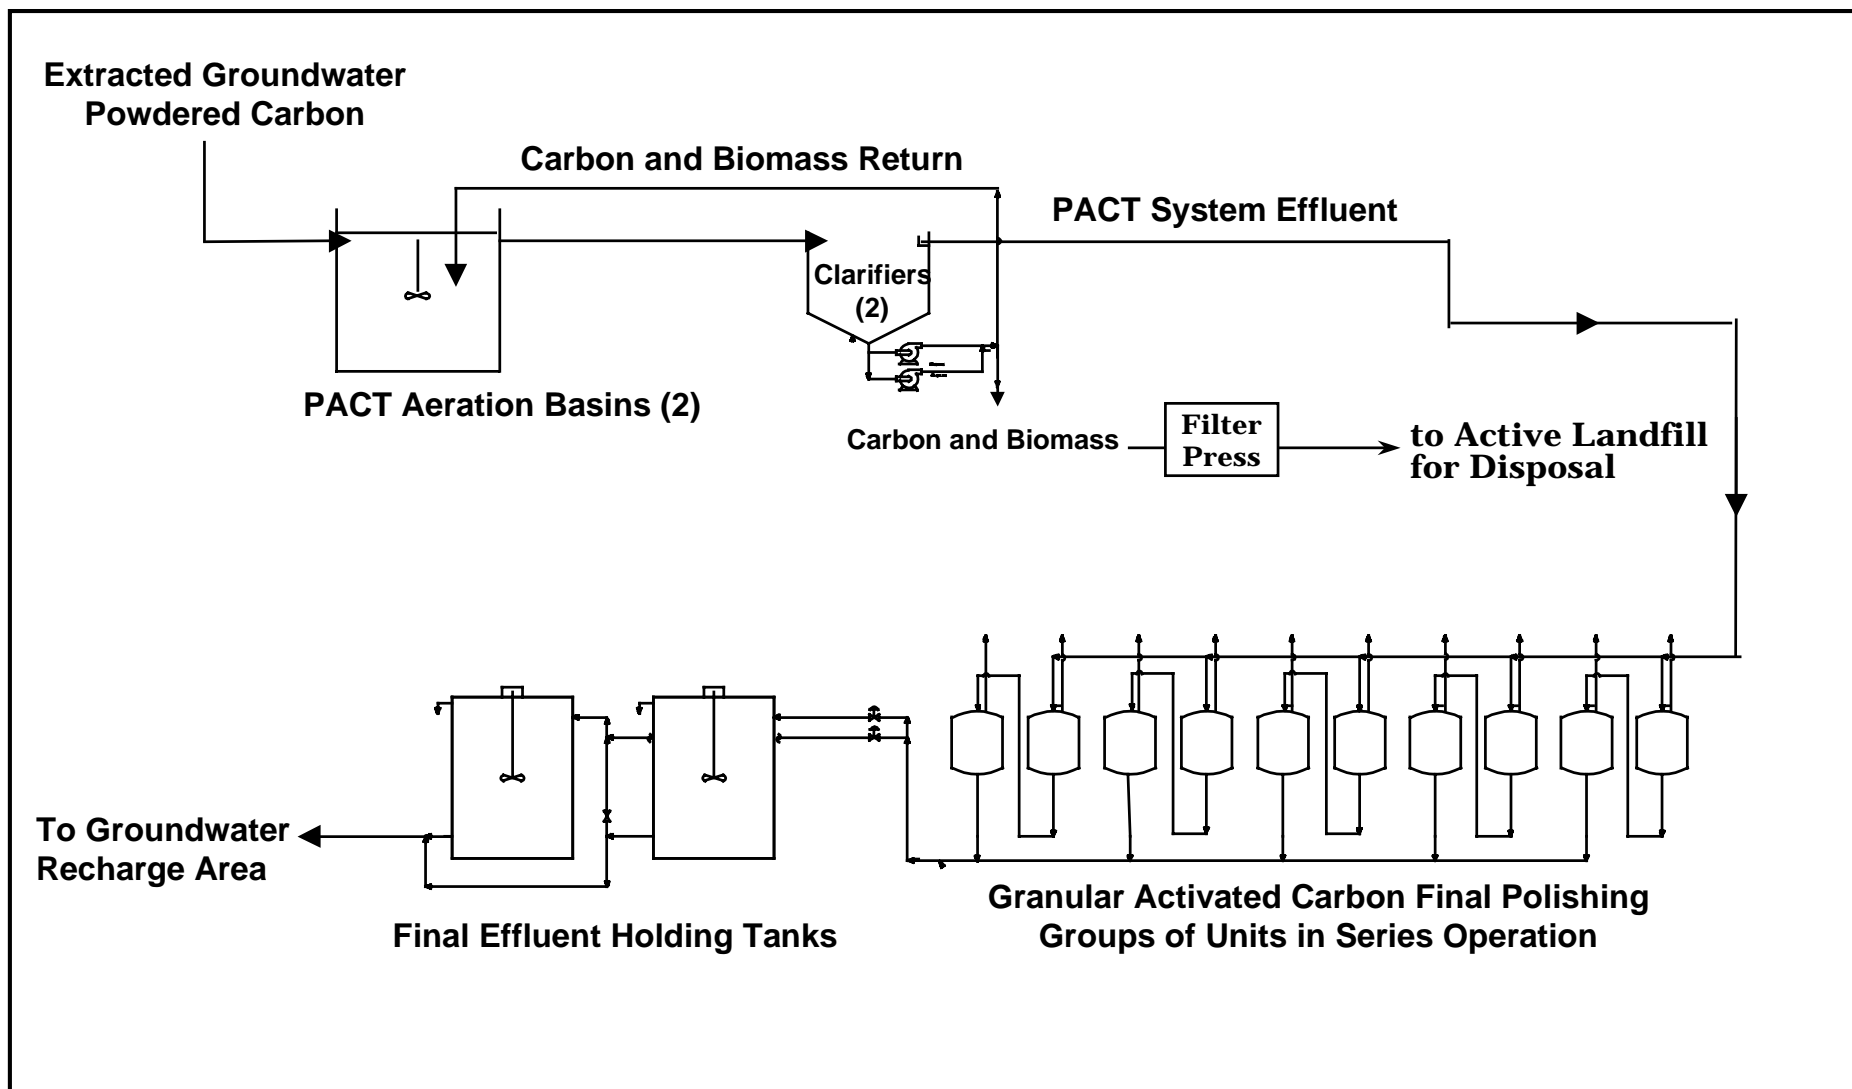 Extracted Groundwater
Powdered Carbon
Carbon and Biomass Return
PACT System Effluent
Clarifiers
(2)
PACT Aeration Basins (2)
Carbon and Biomass
Filter
Press
to Active Landfill
for Disposal
To Groundwater
Recharge Area
Final Effluent Holding Tanks
Granular Activated Carbon Final Polishing
Groups of Units in Series Operation